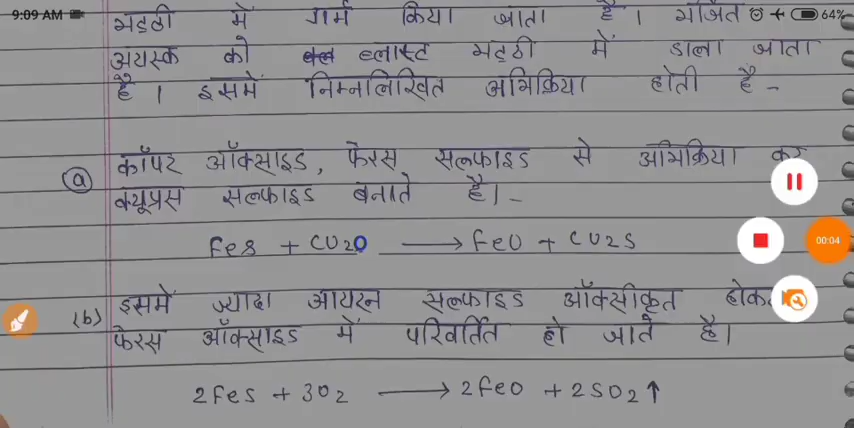 9:09 AM
64%
भट्ठी में गर्म किया जाता है। भर्जित
अयस्क को ब्लास्ट भट्ठी में डाला जाता
है। इसमें निम्नलिखित अभिक्रिया होती है -
(a) कॉपर ऑक्साइड, फेरस सल्फाइड से अभिक्रिया कर
क्यूप्रस सल्फाइड बनाते है। -
FeS + CU2O ⟶ FeO + CU2S
00:04
(b) इसमें ज्यादा आयरन सल्फाइड ऑक्सीकृत
फेरस ऑक्साइड में परिवर्तित हो जाते है।
2FeS + 3O2 ⟶ 2FeO + 2SO2↑